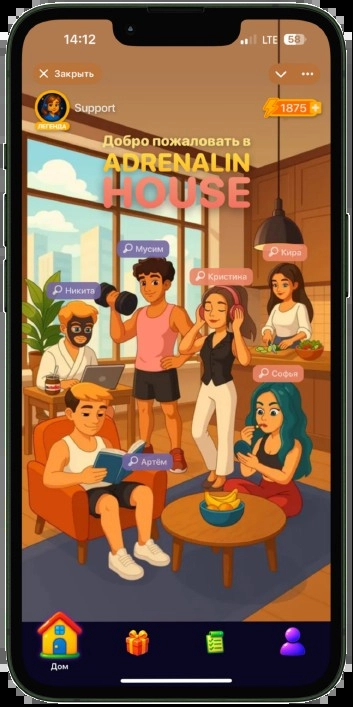 14:12
LTE 58
Закрыть
Support
ЛЕГЕНДА
1875
Добро пожаловать в
ADRENALIN
HOUSE
Мусим
Кира
Кристина
Никита
Софья
Артём
Дом